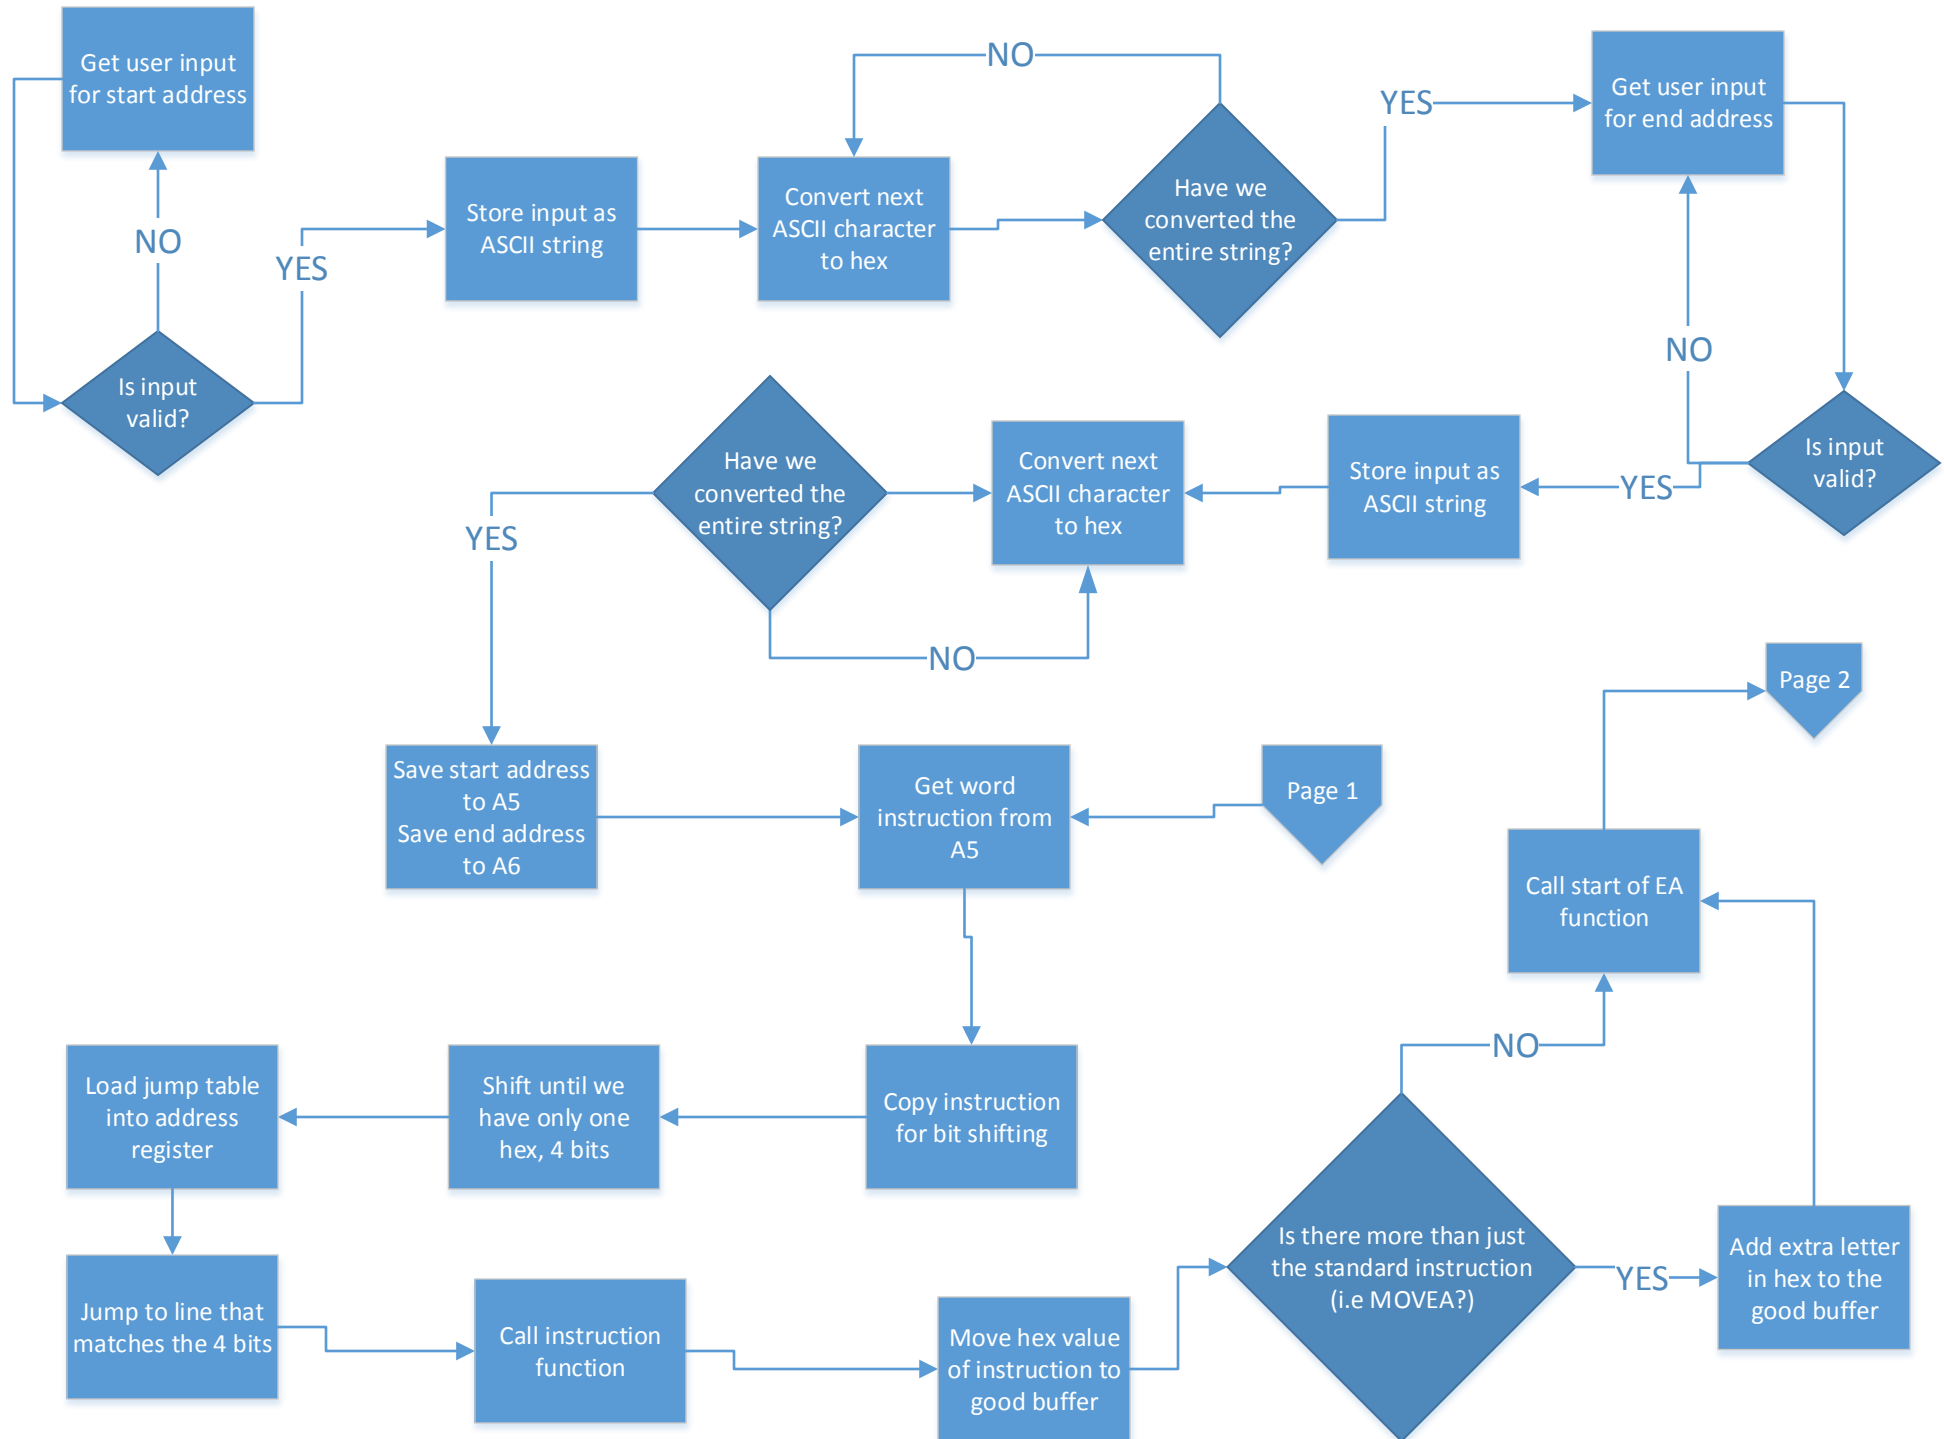 Get user input
for start address
NO
YES
Is input
valid?
Store input as
ASCII string
Convert next
ASCII character
to hex
NO
Have we
converted the
entire string?
YES
Get user input
for end address
NO
Is input
valid?
YES
Store input as
ASCII string
Convert next
ASCII character
to hex
Have we
converted the
entire string?
NO
YES
Save start address
to A5
Save end address
to A6
Get word
instruction from
A5
Page 1
Copy instruction
for bit shifting
Shift until we
have only one
hex, 4 bits
Load jump table
into address
register
Jump to line that
matches the 4 bits
Call instruction
function
Move hex value
of instruction to
good buffer
Is there more than just
the standard instruction
(i.e MOVEA?)
YES
Add extra letter
in hex to the
good buffer
NO
Call start of EA
function
Page 2